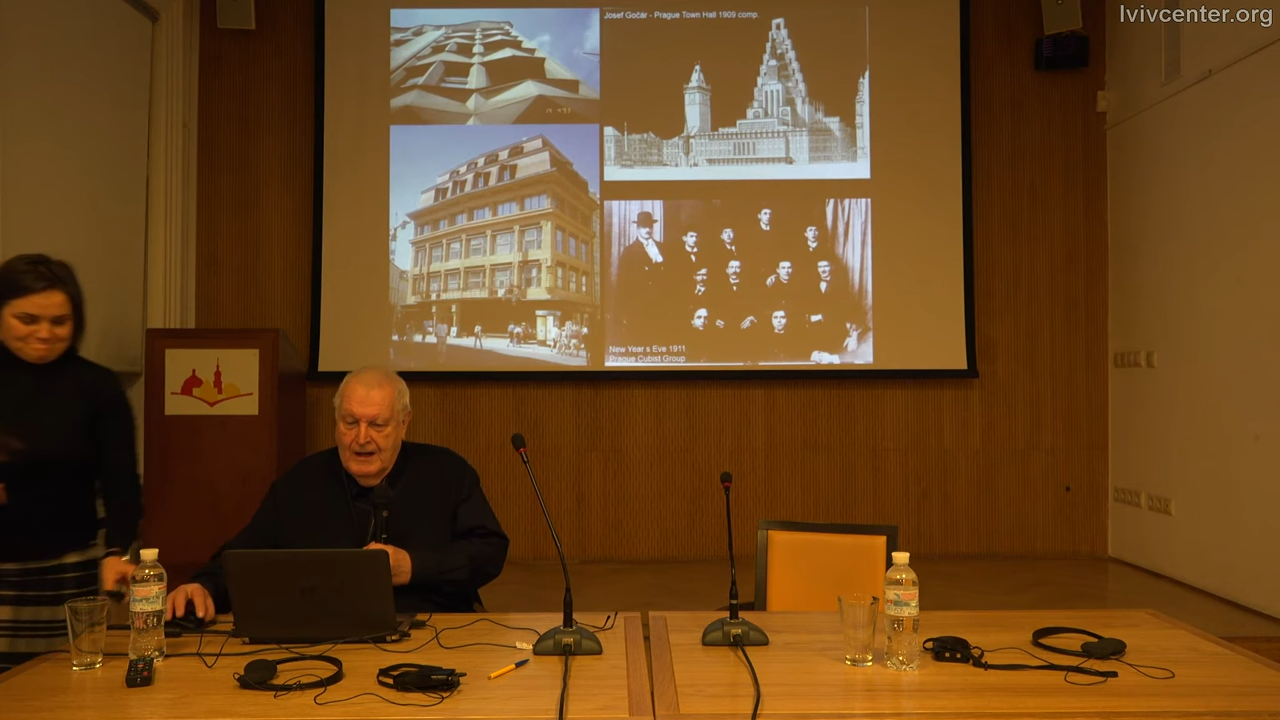 lvivcenter.org
Josef Gočár - Prague Town Hall 1909 comp.
New Year s Eve 1911
Prague Cubist Group